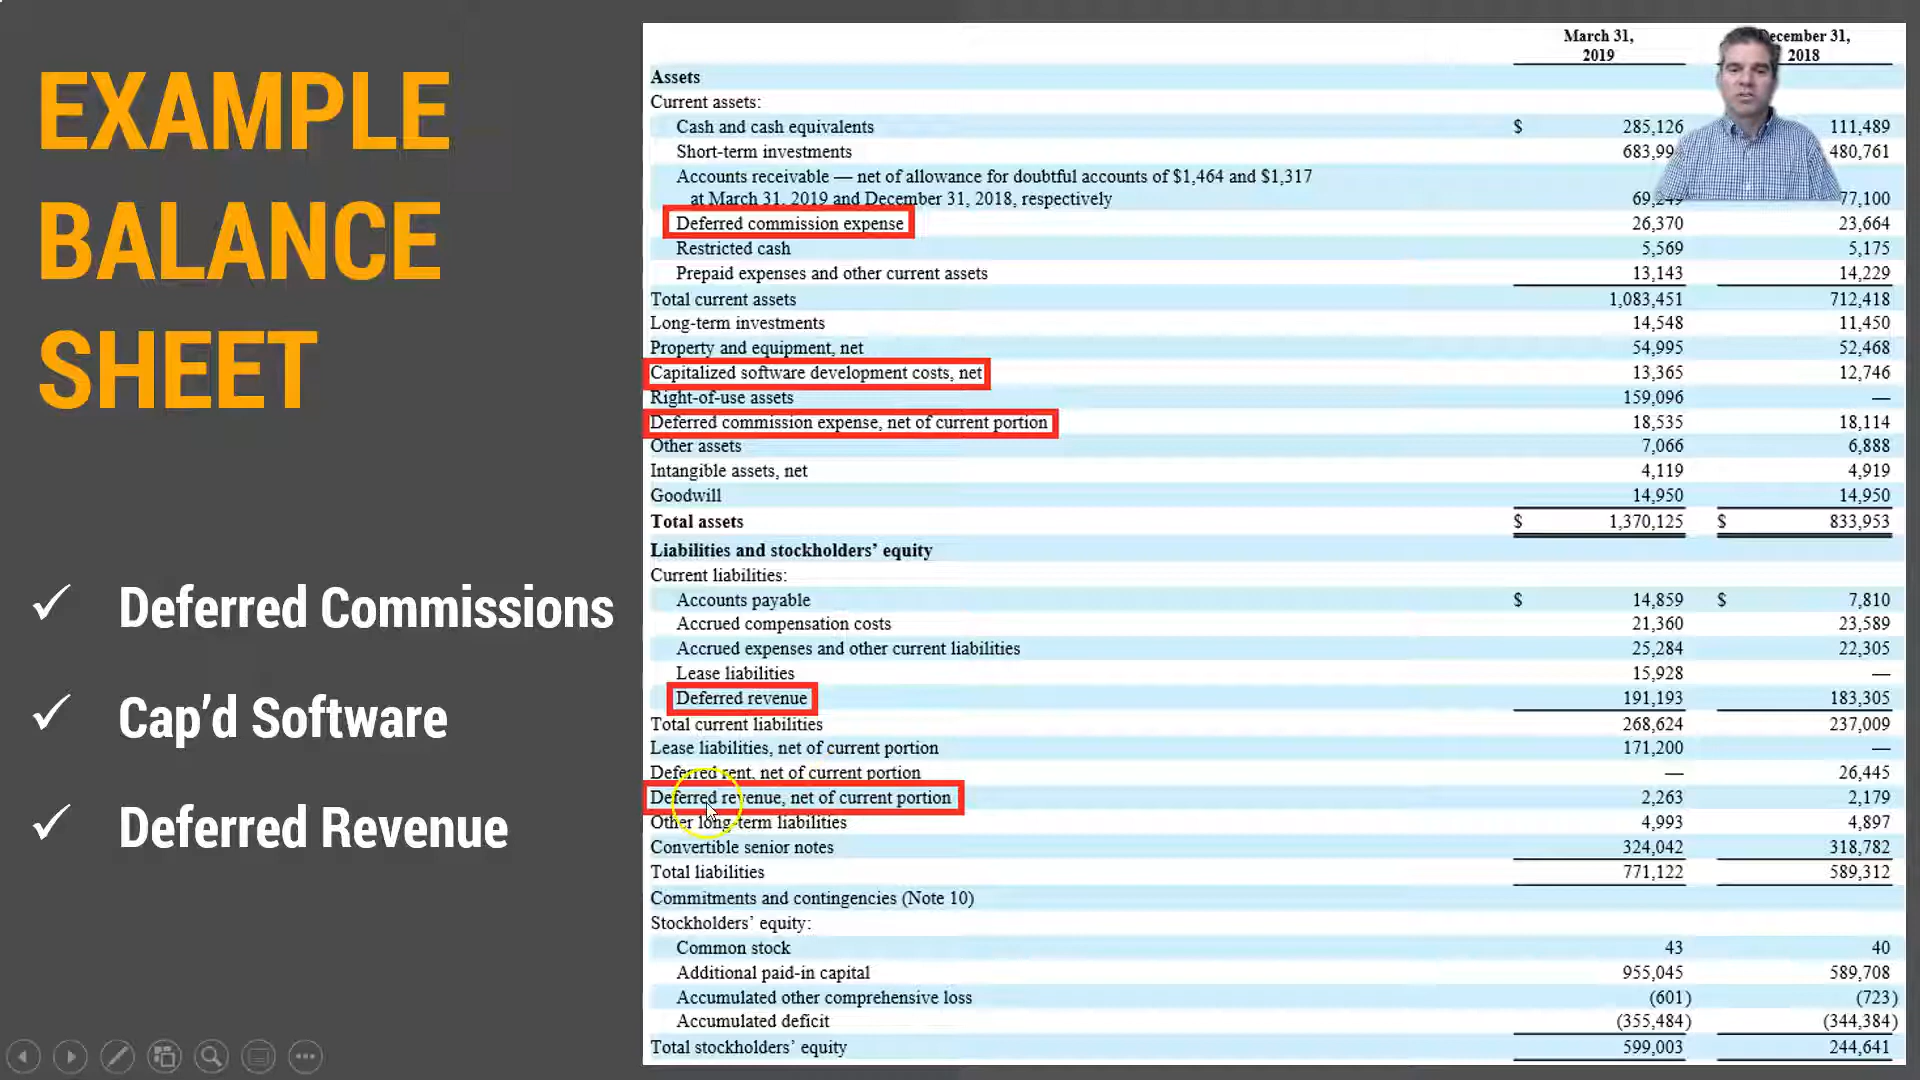 EXAMPLE
BALANCE
SHEET
✓ Deferred Commissions
✓ Cap’d Software
✓ Deferred Revenue
March 31, 2019 December 31, 2018
Assets
Current assets:
Cash and cash equivalents $ 285,126 111,489
Short-term investments 480,761
Accounts receivable — net of allowance for doubtful accounts of $1,464 and $1,317
at March 31, 2019 and December 31, 2018, respectively 77,100
Deferred commission expense 26,370 23,664
Restricted cash 5,569 5,175
Prepaid expenses and other current assets 13,143 14,229
Total current assets 1,083,451 712,418
Long-term investments 14,548 11,450
Property and equipment, net 54,995 52,468
Capitalized software development costs, net 13,365 12,746
Right-of-use assets 159,096 —
Deferred commission expense, net of current portion 18,535 18,114
Other assets 7,066 6,888
Intangible assets, net 4,119 4,919
Goodwill 14,950 14,950
Total assets $ 1,370,125 $ 833,953
Liabilities and stockholders’ equity
Current liabilities:
Accounts payable $ 14,859 $ 7,810
Accrued compensation costs 21,360 23,589
Accrued expenses and other current liabilities 25,284 22,305
Lease liabilities 15,928 —
Deferred revenue 191,193 183,305
Total current liabilities 268,624 237,009
Lease liabilities, net of current portion 171,200 —
Deferred rent, net of current portion — 26,445
Deferred revenue, net of current portion 2,263 2,179
Other long-term liabilities 4,993 4,897
Convertible senior notes 324,042 318,782
Total liabilities 771,122 589,312
Commitments and contingencies (Note 10)
Stockholders’ equity:
Common stock 43 40
Additional paid-in capital 955,045 589,708
Accumulated other comprehensive loss (601) (723)
Accumulated deficit (355,484) (344,384)
Total stockholders’ equity 599,003 244,641